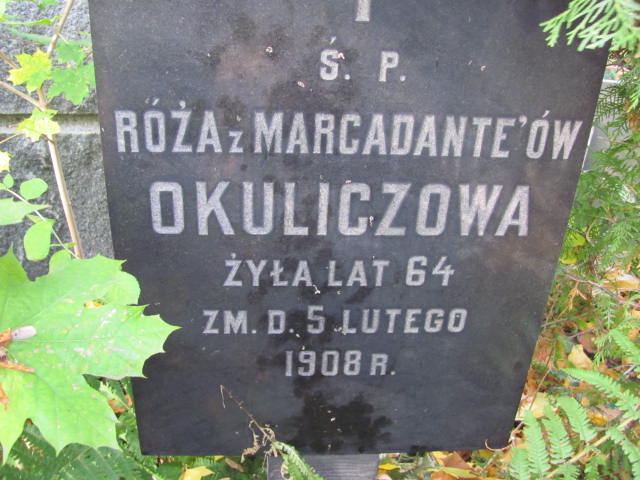 Ś. P.
RÓŻA z MARCADANTE'ÓW
OKULICZOWA
ŻYŁA LAT 64
ZM. D. 5 LUTEGO
1908 R.